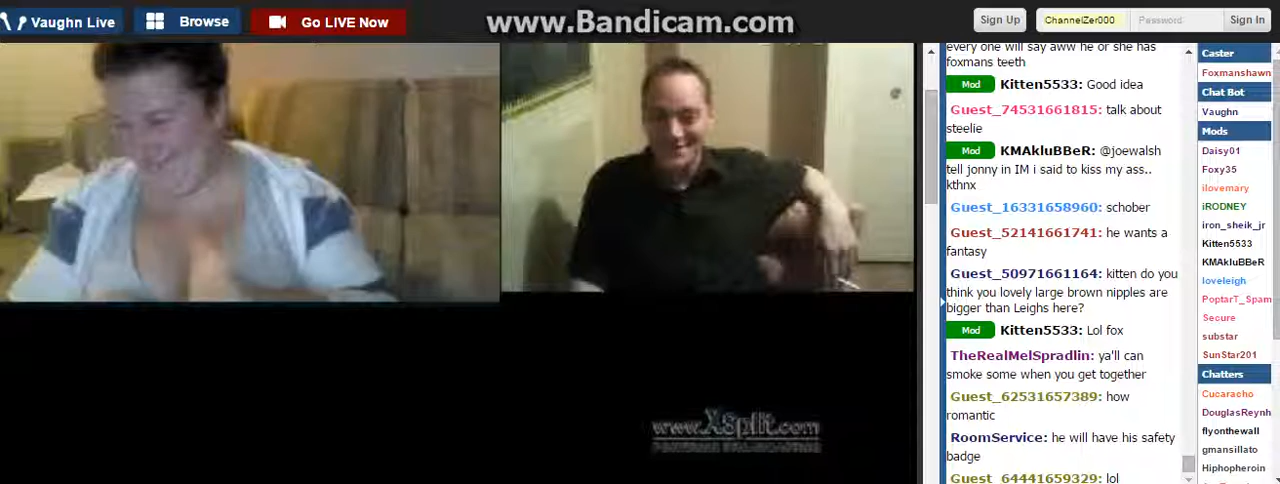 Vaughn Live
Browse
Go LIVE Now
www.Bandicam.com
Sign Up
ChannelZer000
Password
Sign In
every one will say aww he or she has
foxmans teeth
Mod Kitten5533: Good idea
Guest_74531661815: talk about
steelie
Mod KMAkluBBeR: @joewalsh
tell jonny in IM i said to kiss my ass..
kthnx
Guest_16331658960: schober
Guest_52141661741: he wants a
fantasy
Guest_50971661164: kitten do you
think you lovely large brown nipples are
bigger than Leighs here?
Mod Kitten5533: Lol fox
TheRealMelSpradlin: ya'll can
smoke some when you get together
Guest_62531657389: how
romantic
RoomService: he will have his safety
badge
Guest_64441659329: lol
Caster
Foxmanshawn
Chat Bot
Vaughn
Mods
Daisy01
Foxy35
ilovemary
iRODNEY
iron_sheik_jr
Kitten5533
KMAkluBBeR
loveleigh
PoptarT_Spam
Secure
substar
SunStar201
Chatters
Cucaracho
DouglasReynh
flyonthewall
gmansillato
Hiphopheroin
www.XSplit.com